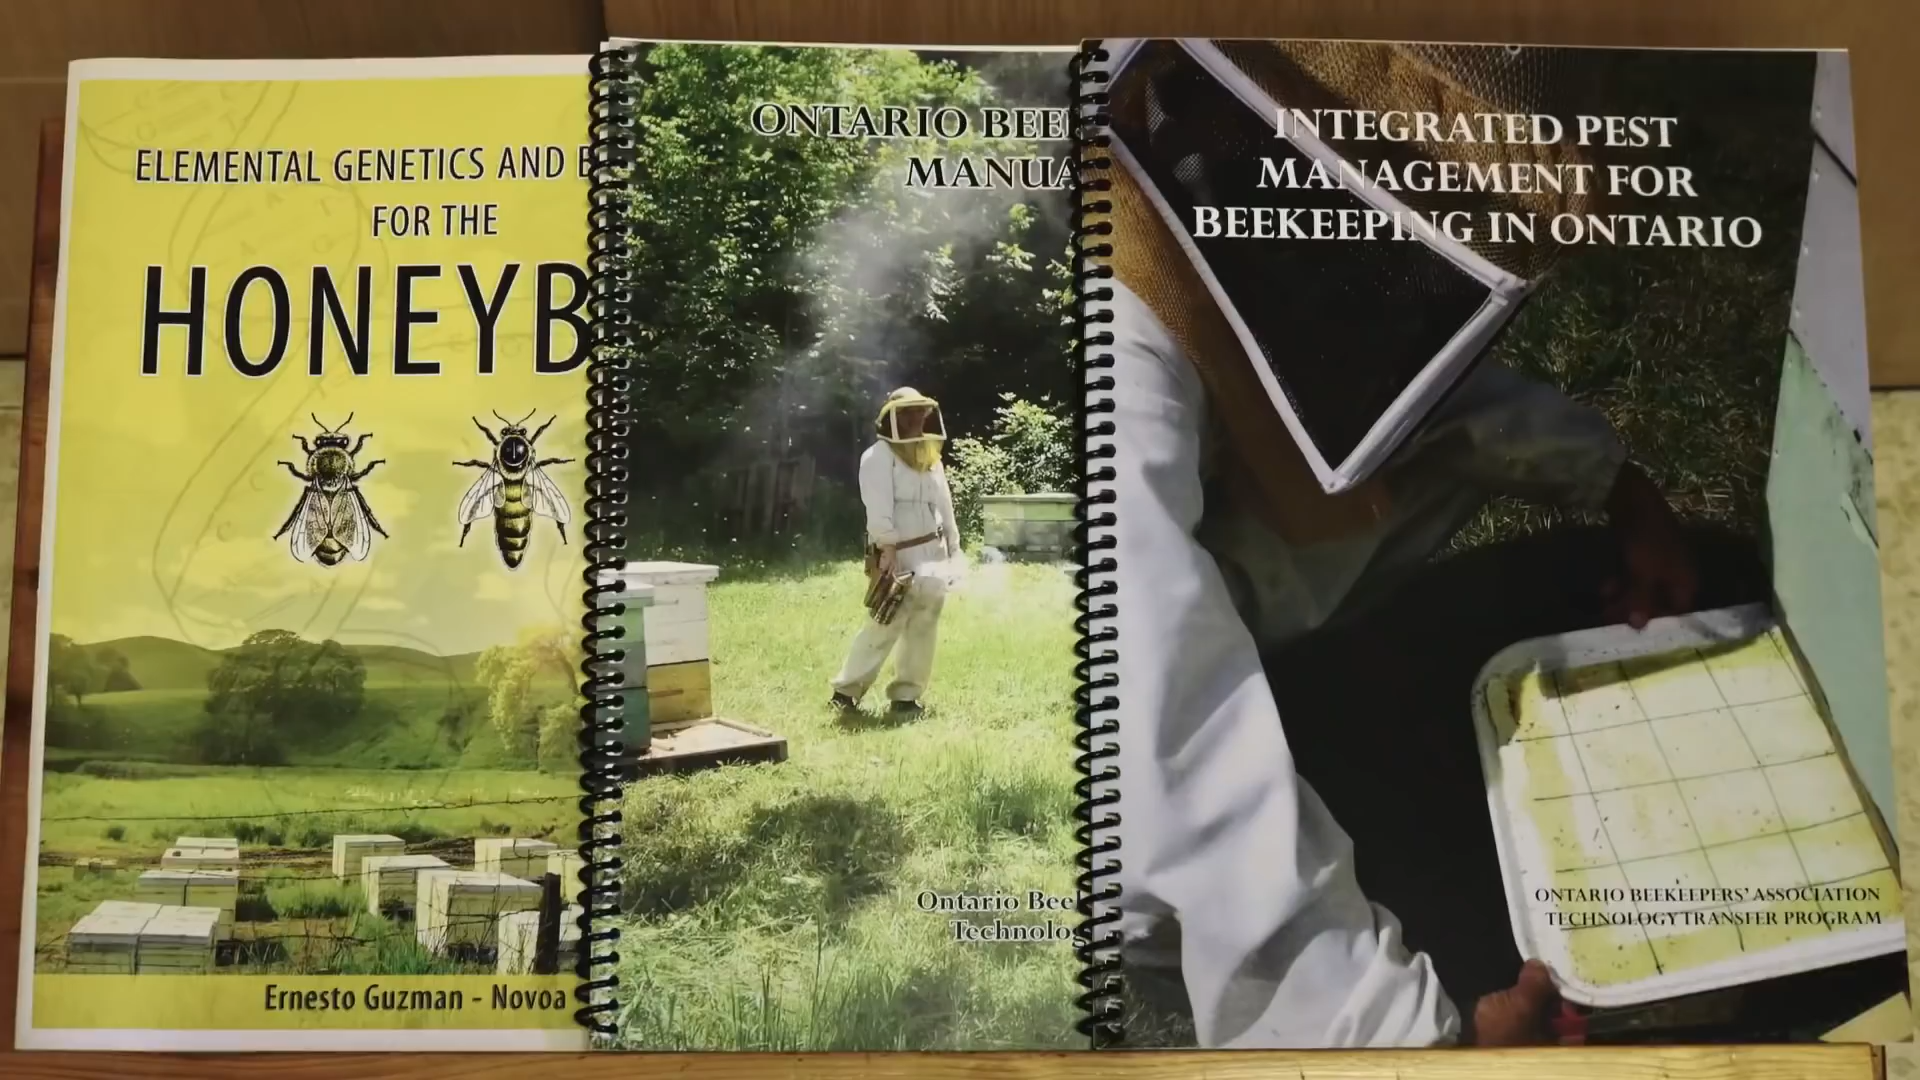 ELEMENTAL GENETICS AND
FOR THE
HONEYB
Ernesto Guzman - Novoa
ONTARIO BEE
MANUA
Ontario Bee
Technolog
INTEGRATED PEST
MANAGEMENT FOR
BEEKEEPING IN ONTARIO
ONTARIO BEEKEEPERS' ASSOCIATION
TECHNOLOGY TRANSFER PROGRAM